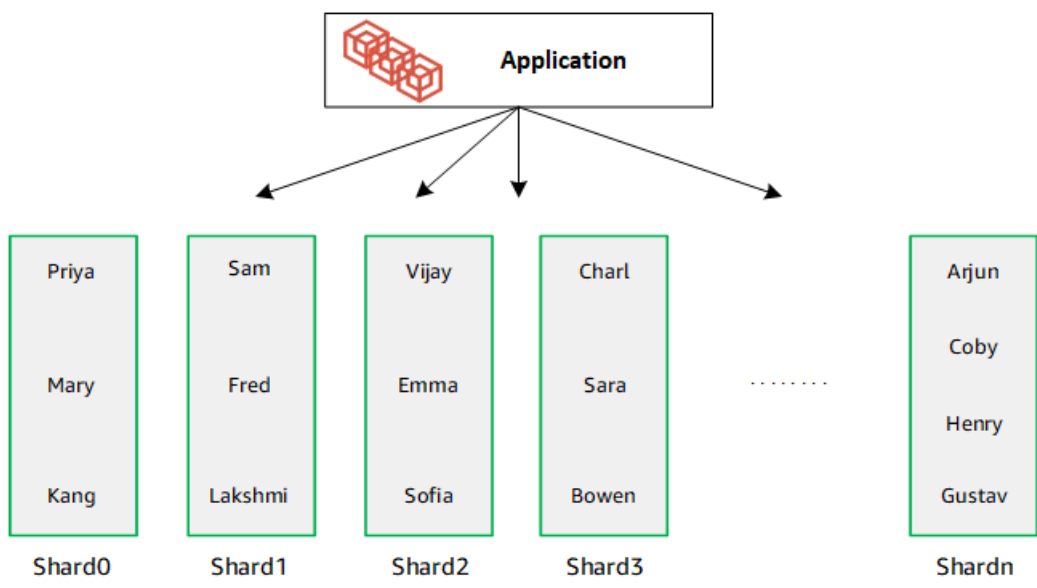 Application
Priya
Mary
Kang
Shard0
Sam
Fred
Lakshmi
Shard1
Vijay
Emma
Sofia
Shard2
Charl
Sara
Bowen
Shard3
........
Arjun
Coby
Henry
Gustav
Shardn